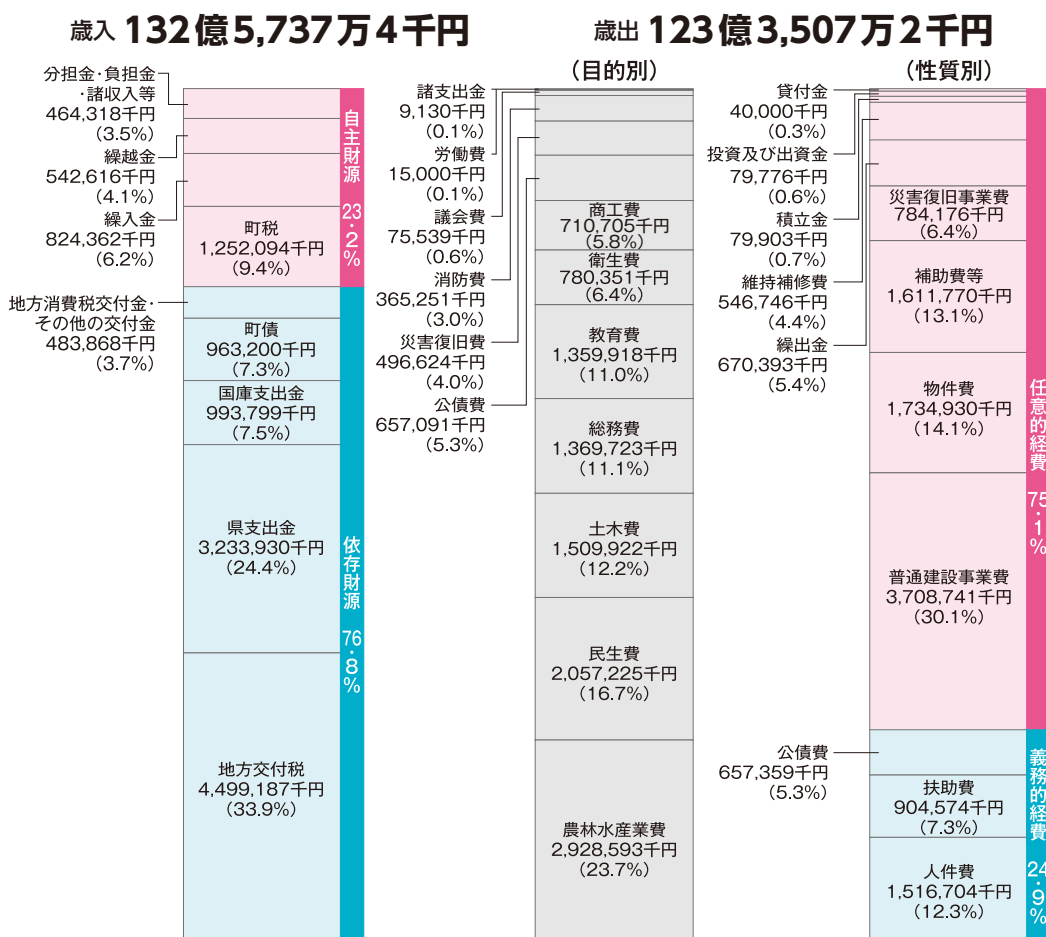 歳入 132億5,737万4千円
分担金・負担金
・諸収入等
464,318千円
(3.5%)
繰越金
542,616千円
(4.1%)
繰入金
824,362千円
(6.2%)
町税
1,252,094千円
(9.4%)
自主財源 23・2%
地方消費税交付金・
その他の交付金
483,868千円
(3.7%)
町債
963,200千円
(7.3%)
国庫支出金
993,799千円
(7.5%)
県支出金
3,233,930千円
(24.4%)
地方交付税
4,499,187千円
(33.9%)
依存財源 76・8%
歳出 123億3,507万2千円
(目的別)
諸支出金
9,130千円
(0.1%)
労働費
15,000千円
(0.1%)
議会費
75,539千円
(0.6%)
消防費
365,251千円
(3.0%)
災害復旧費
496,624千円
(4.0%)
公債費
657,091千円
(5.3%)
商工費
710,705千円
(5.8%)
衛生費
780,351千円
(6.4%)
教育費
1,359,918千円
(11.0%)
総務費
1,369,723千円
(11.1%)
土木費
1,509,922千円
(12.2%)
民生費
2,057,225千円
(16.7%)
農林水産業費
2,928,593千円
(23.7%)
(性質別)
貸付金
40,000千円
(0.3%)
投資及び出資金
79,776千円
(0.6%)
積立金
79,903千円
(0.7%)
維持補修費
546,746千円
(4.4%)
繰出金
670,393千円
(5.4%)
災害復旧事業費
784,176千円
(6.4%)
補助費等
1,611,770千円
(13.1%)
物件費
1,734,930千円
(14.1%)
普通建設事業費
3,708,741千円
(30.1%)
任意的経費 75・1%
公債費
657,359千円
(5.3%)
扶助費
904,574千円
(7.3%)
人件費
1,516,704千円
(12.3%)
義務的経費 24・9%